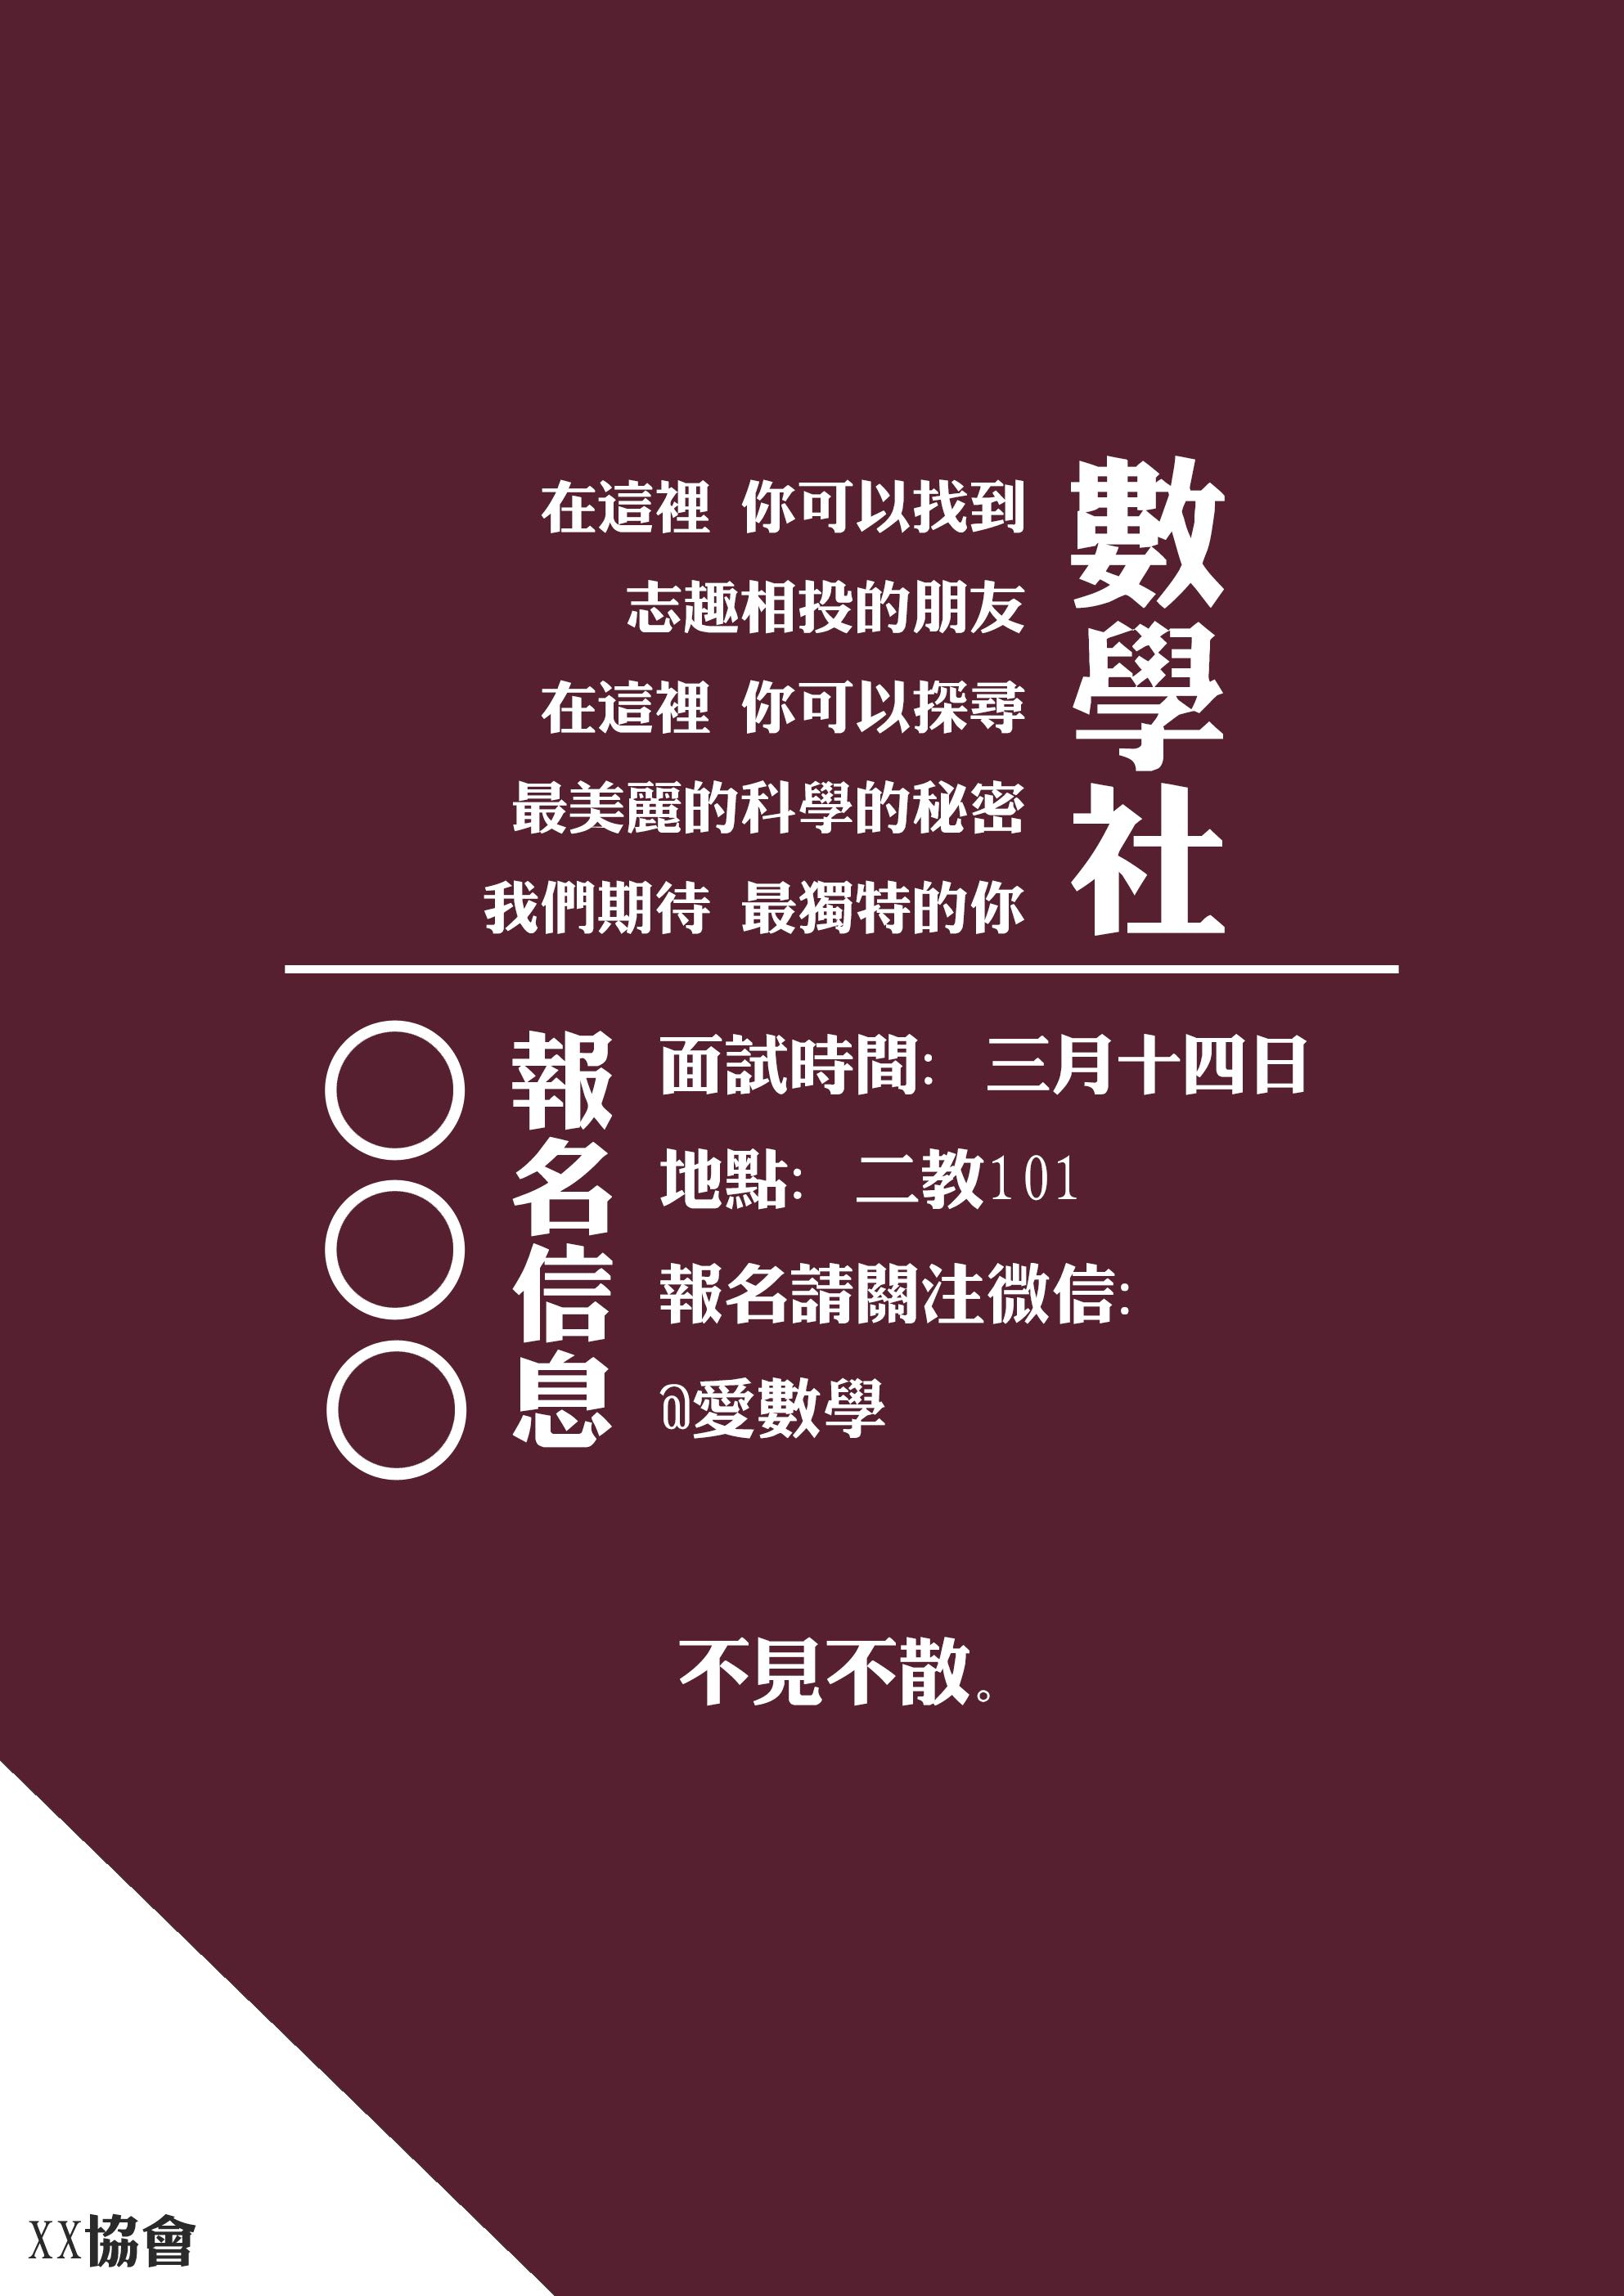 數學社
在這裡 你可以找到
志趣相投的朋友
在這裡 你可以探尋
最美麗的科學的秘密
我們期待 最獨特的你
報名信息
面試時間： 三月十四日
地點： 二教101
報名請關注微信：
@愛數學
不見不散。
XX協會